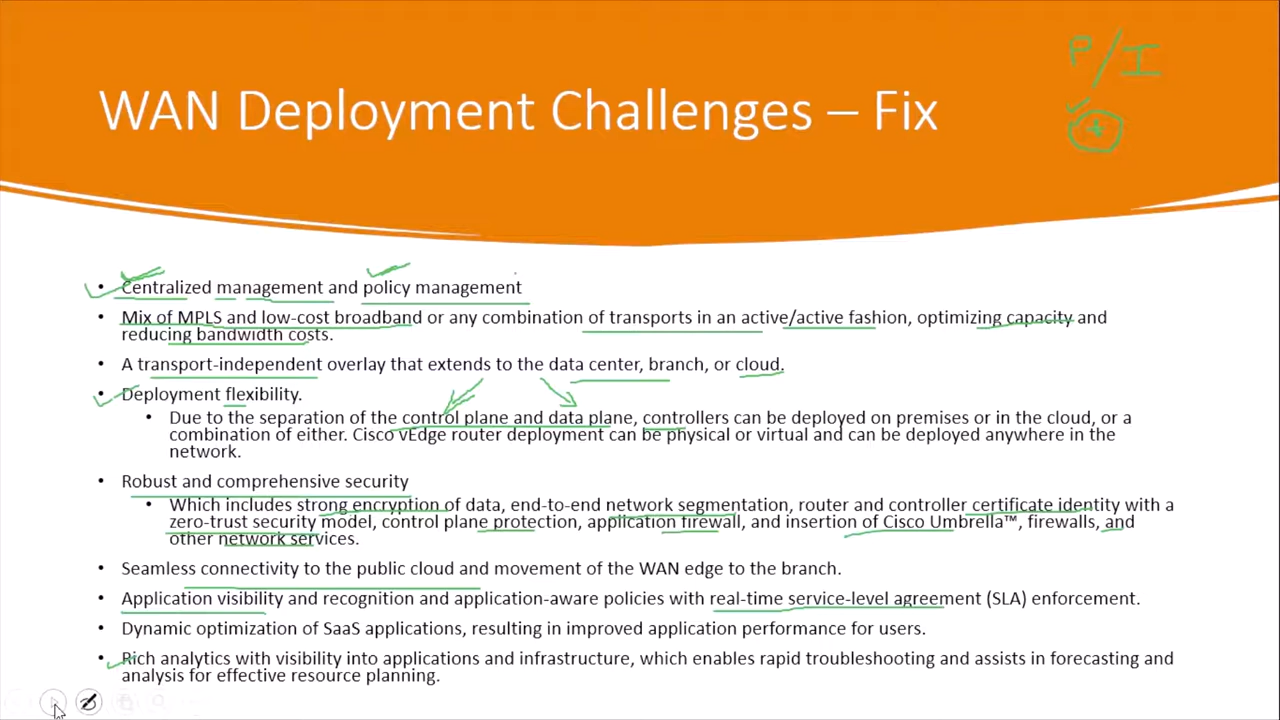 P/I
WAN Deployment Challenges – Fix
+
• Centralized management and policy management
• Mix of MPLS and low-cost broadband or any combination of transports in an active/active fashion, optimizing capacity and
reducing bandwidth costs.
• A transport-independent overlay that extends to the data center, branch, or cloud.
• Deployment flexibility.
• Due to the separation of the control plane and data plane, controllers can be deployed on premises or in the cloud, or a
combination of either. Cisco vEdge router deployment can be physical or virtual and can be deployed anywhere in the
network.
• Robust and comprehensive security
• Which includes strong encryption of data, end-to-end network segmentation, router and controller certificate identity with a
zero-trust security model, control plane protection, application firewall, and insertion of Cisco Umbrella™, firewalls, and
other network services.
• Seamless connectivity to the public cloud and movement of the WAN edge to the branch.
• Application visibility and recognition and application-aware policies with real-time service-level agreement (SLA) enforcement.
• Dynamic optimization of SaaS applications, resulting in improved application performance for users.
• Rich analytics with visibility into applications and infrastructure, which enables rapid troubleshooting and assists in forecasting and
analysis for effective resource planning.